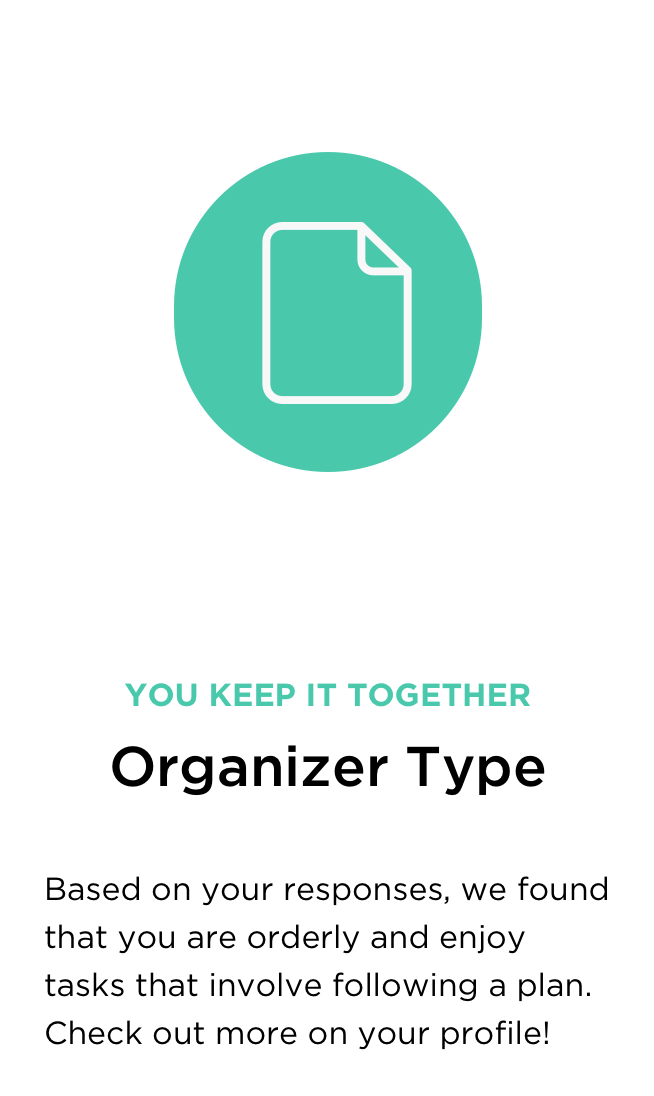 YOU KEEP IT TOGETHER
Organizer Type
Based on your responses, we found
that you are orderly and enjoy
tasks that involve following a plan.
Check out more on your profile!